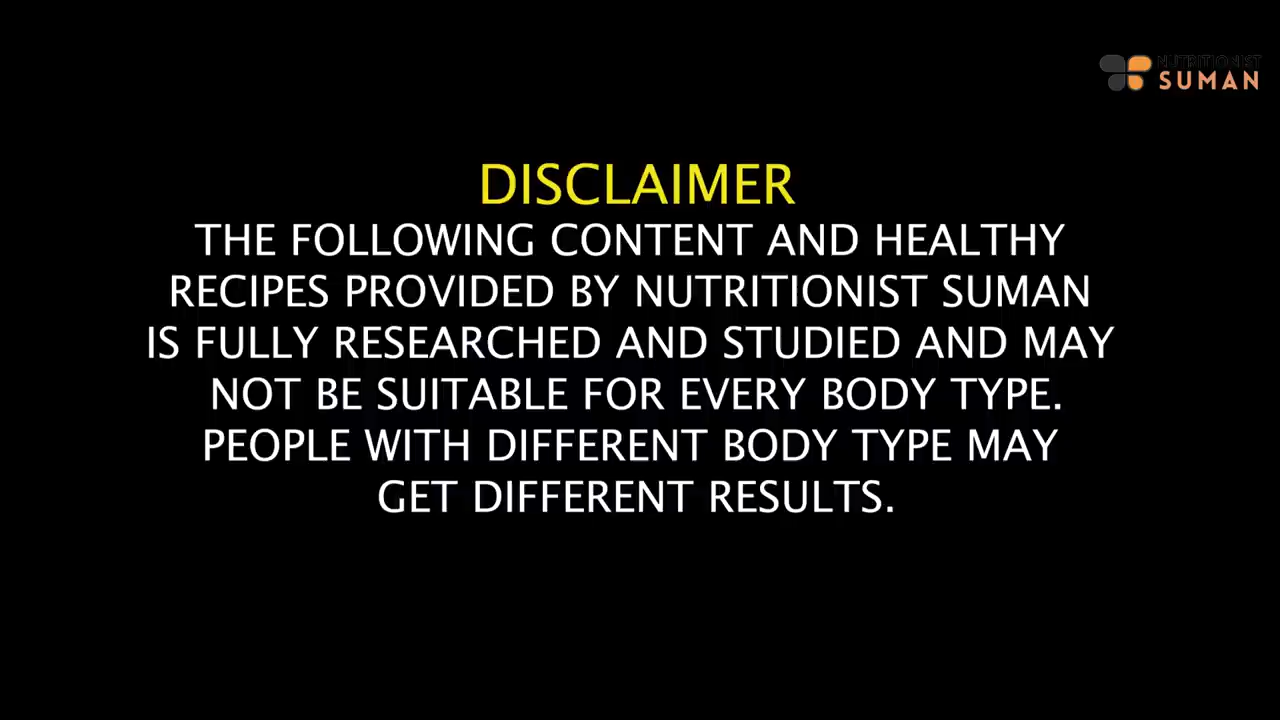 NUTRITIONIST
SUMAN
DISCLAIMER
THE FOLLOWING CONTENT AND HEALTHY
RECIPES PROVIDED BY NUTRITIONIST SUMAN
IS FULLY RESEARCHED AND STUDIED AND MAY
NOT BE SUITABLE FOR EVERY BODY TYPE.
PEOPLE WITH DIFFERENT BODY TYPE MAY
GET DIFFERENT RESULTS.